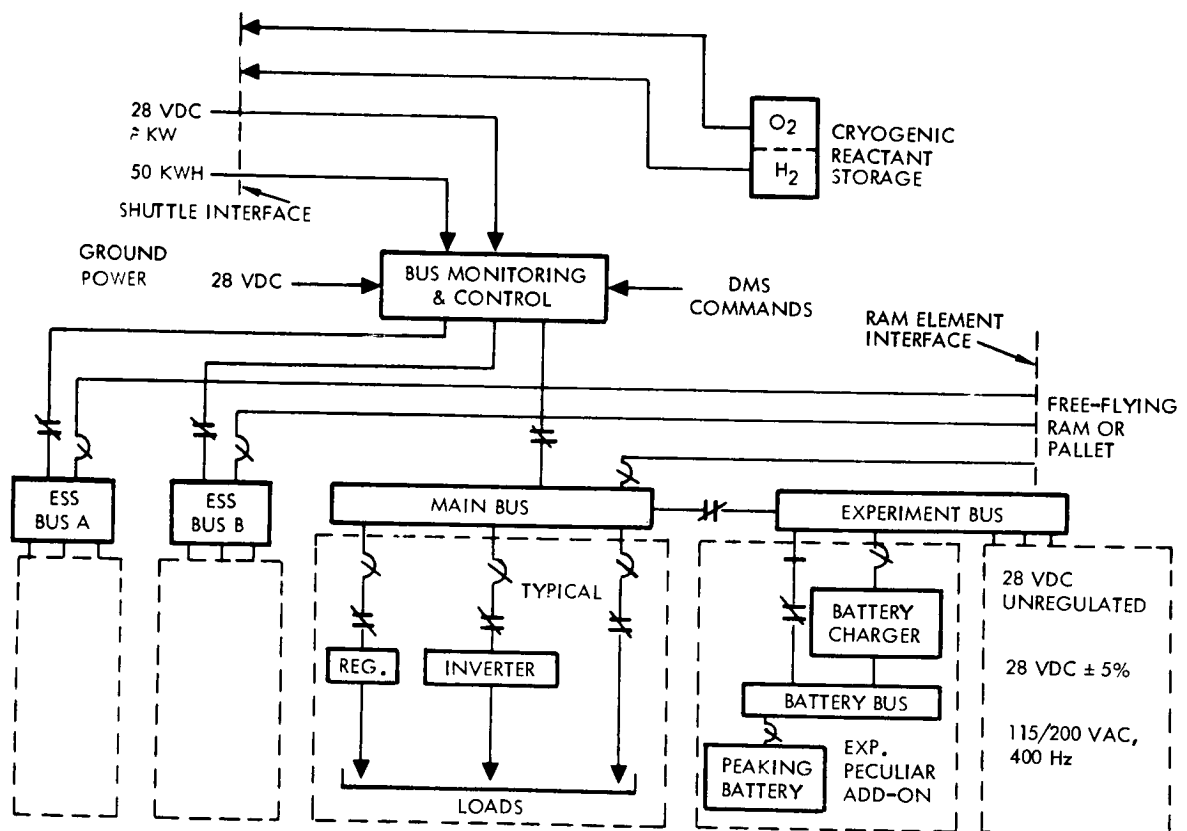 28 VDC
KW
50 KWH
SHUTTLE INTERFACE
O2
H2
CRYOGENIC
REACTANT
STORAGE
GROUND
POWER
28 VDC
BUS MONITORING
& CONTROL
DMS
COMMANDS
RAM ELEMENT
INTERFACE
FREE-FLYING
RAM OR
PALLET
ESS
BUS A
ESS
BUS B
MAIN BUS
EXPERIMENT BUS
TYPICAL
REG.
INVERTER
LOADS
BATTERY
CHARGER
BATTERY BUS
PEAKING
BATTERY
EXP.
PECULIAR
ADD-ON
28 VDC
UNREGULATED
28 VDC ± 5%
115/200 VAC,
400 Hz